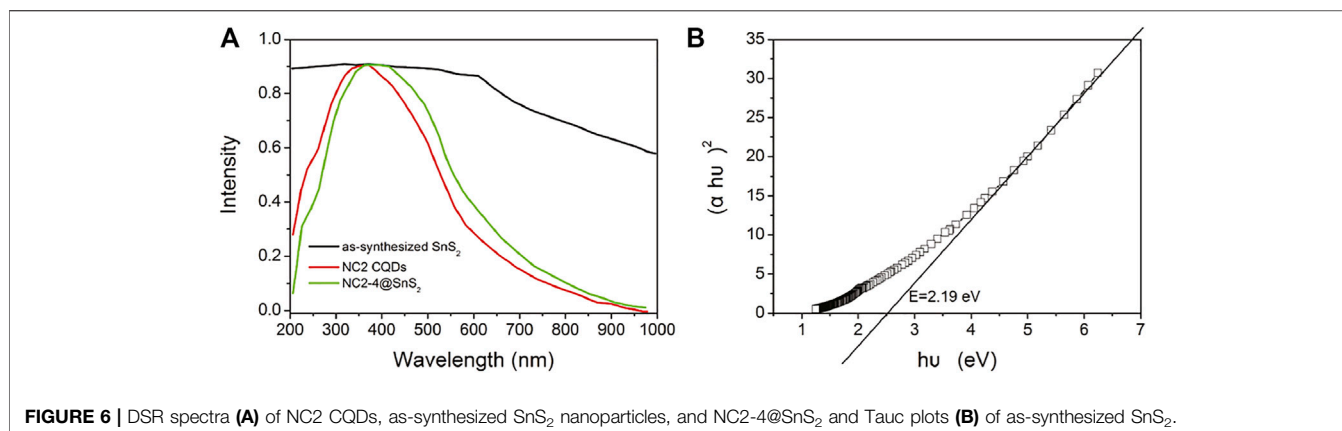 A
1.0
0.8
0.6
0.4
0.2
0.0
Intensity
as-synthesized SnS₂
NC2 CQDs
NC2-4@SnS₂
200 300 400 500 600 700 800 900 1000
Wavelength (nm)
B
35
30
25
20
15
10
5
0
(α hυ )²
E=2.19 eV
1 2 3 4 5 6 7
hυ (eV)
FIGURE 6 | DSR spectra (A) of NC2 CQDs, as-synthesized SnS₂ nanoparticles, and NC2-4@SnS₂ and Tauc plots (B) of as-synthesized SnS₂.